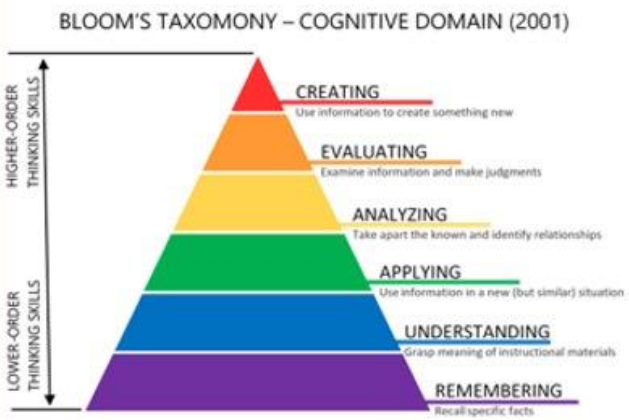 BLOOM'S TAXOMONY – COGNITIVE DOMAIN (2001)
HIGHER-ORDER
THINKING SKILLS
LOWER-ORDER
THINKING SKILLS
CREATING
Use information to create something new
EVALUATING
Examine information and make judgments
ANALYZING
Take apart the known and identify relationships
APPLYING
Use information in a new (but similar) situation
UNDERSTANDING
Grasp meaning of instructional materials
REMEMBERING
Recall specific facts